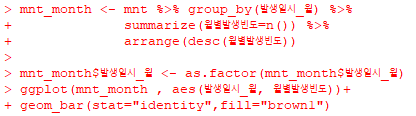 > mnt_month <- mnt %>% group_by(발생일시_월) %>%
+ summarize(월별발생빈도=n()) %>%
+ arrange(desc(월별발생빈도))
>
> mnt_month$발생일시_월 <- as.factor(mnt_month$발생일시_월)
> ggplot(mnt_month , aes(발생일시_월, 월별발생빈도))+
+ geom_bar(stat="identity",fill="brown1")